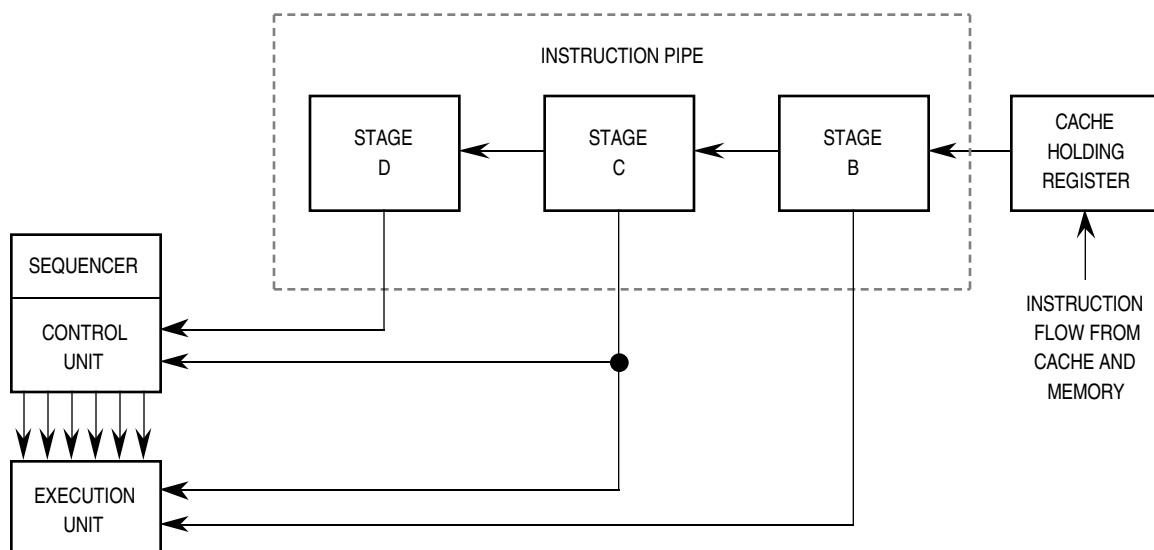 INSTRUCTION PIPE
STAGE
D
STAGE
C
STAGE
B
CACHE
HOLDING
REGISTER
SEQUENCER
CONTROL
UNIT
INSTRUCTION
FLOW FROM
CACHE AND
MEMORY
EXECUTION
UNIT